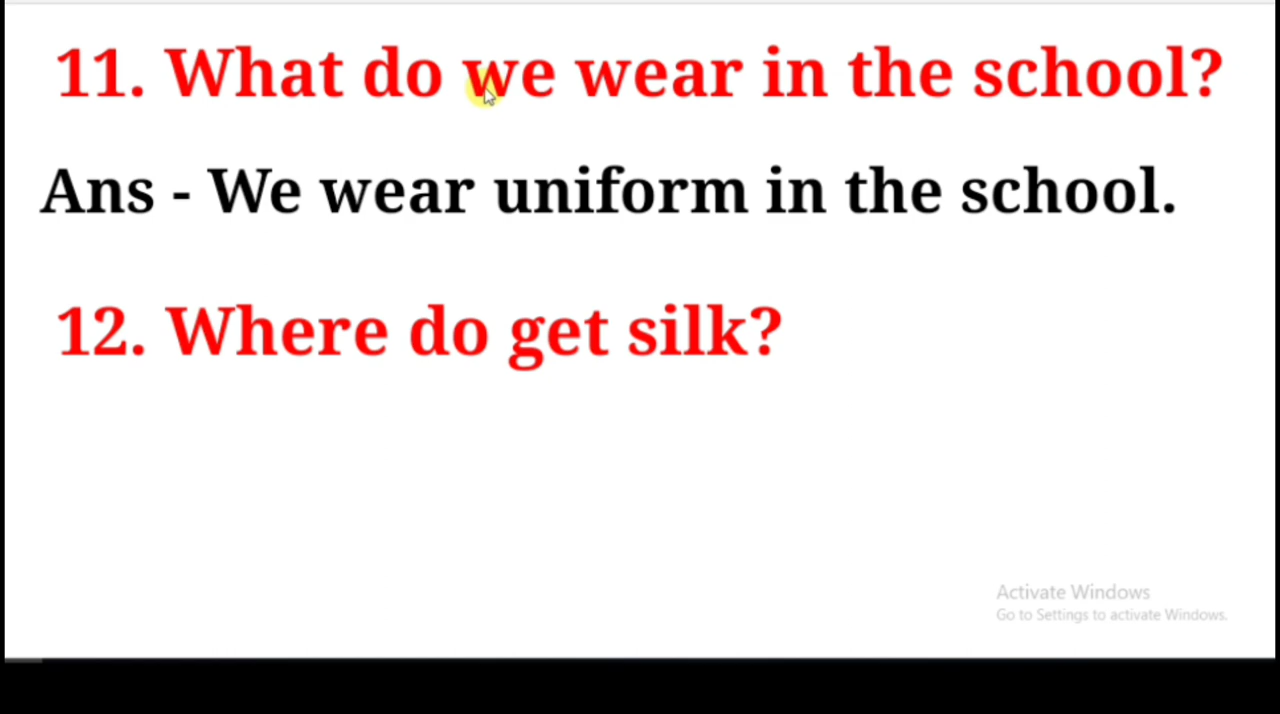 11. What do we wear in the school?
Ans - We wear uniform in the school.
12. Where do get silk?
Activate Windows
Go to Settings to activate Windows.